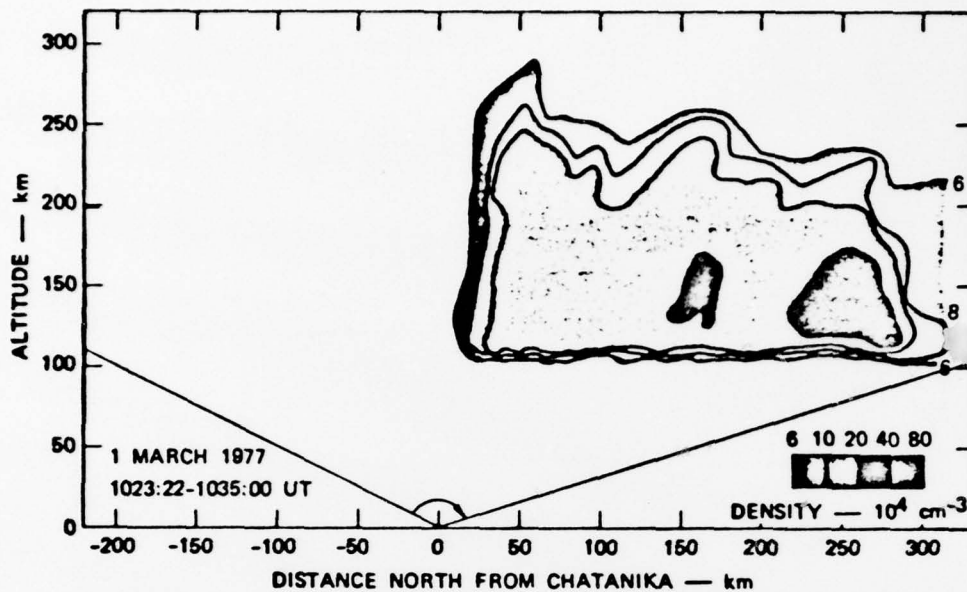 300
250
200
150
100
50
0
ALTITUDE — km
6
8
6
1 MARCH 1977
1023:22-1035:00 UT
6 10 20 40 80
DENSITY — 10⁴ cm⁻³
-200 -150 -100 -50 0 50 100 150 200 250 300
DISTANCE NORTH FROM CHATANIKA — km